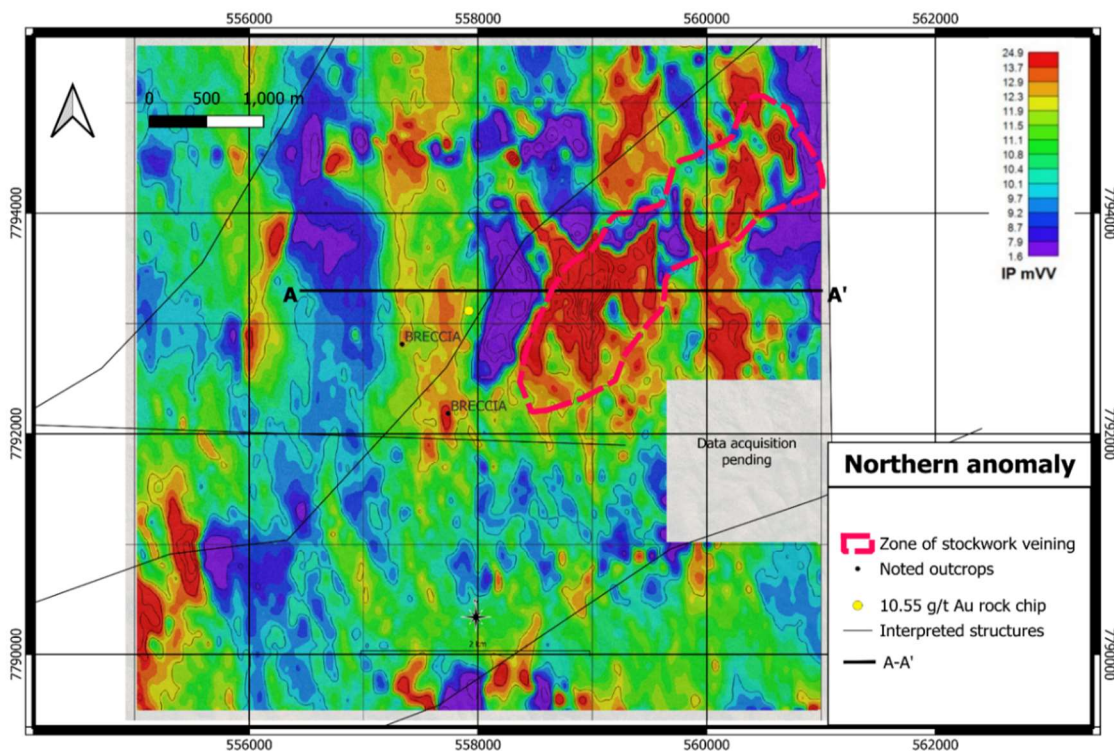 556000 558000 560000 562000
0 500 1,000 m
24.9
13.7
12.9
12.3
11.9
11.5
11.1
10.8
10.4
10.1
9.7
9.2
8.7
7.9
1.6
IP mVV
7794000 7794000
A A'
BRECCIA
BRECCIA
7792000 7792000
Data acquisition
pending
Northern anomaly
Zone of stockwork veining
Noted outcrops
10.55 g/t Au rock chip
Interpreted structures
A-A'
2 km
7790000 7790000
556000 558000 560000 562000